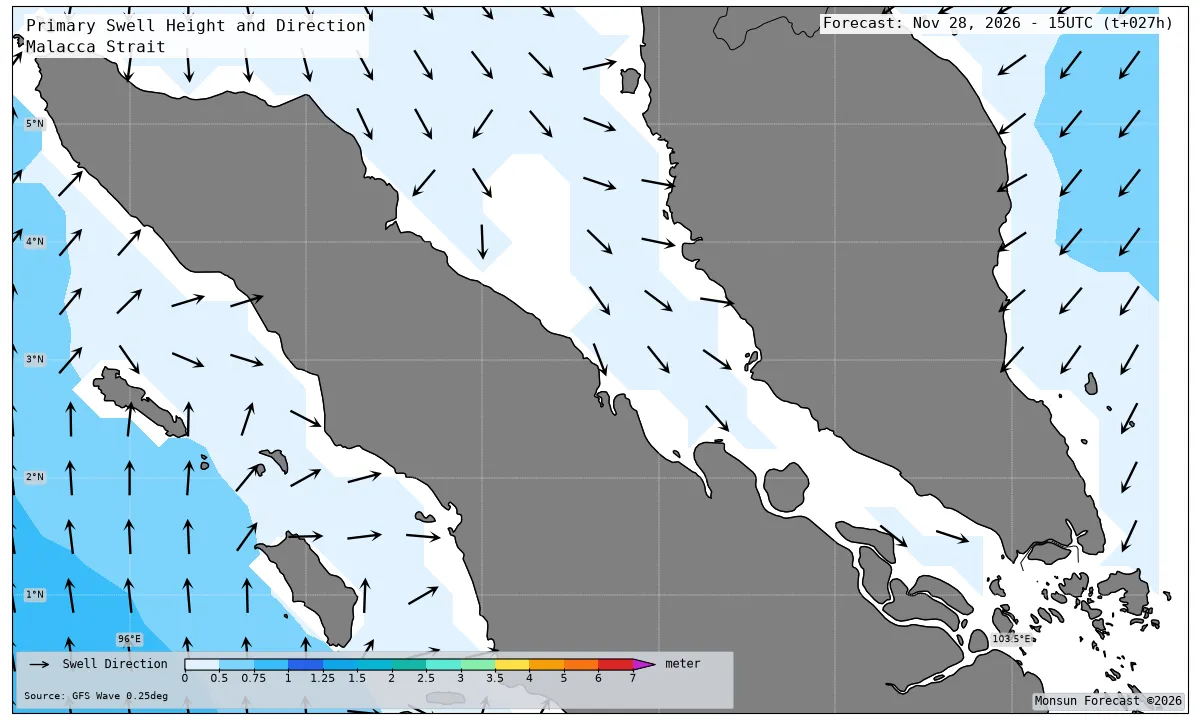 Primary Swell Height and Direction
Malacca Strait
Forecast: Nov 28, 2026 - 15UTC (t+027h)
5°N
4°N
3°N
2°N
1°N
96°E
103.5°E
Swell Direction
0 0.5 0.75 1 1.25 1.5 2 2.5 3 3.5 4 5 6 7
meter
Source: GFS Wave 0.25deg
Monsun Forecast ©2026